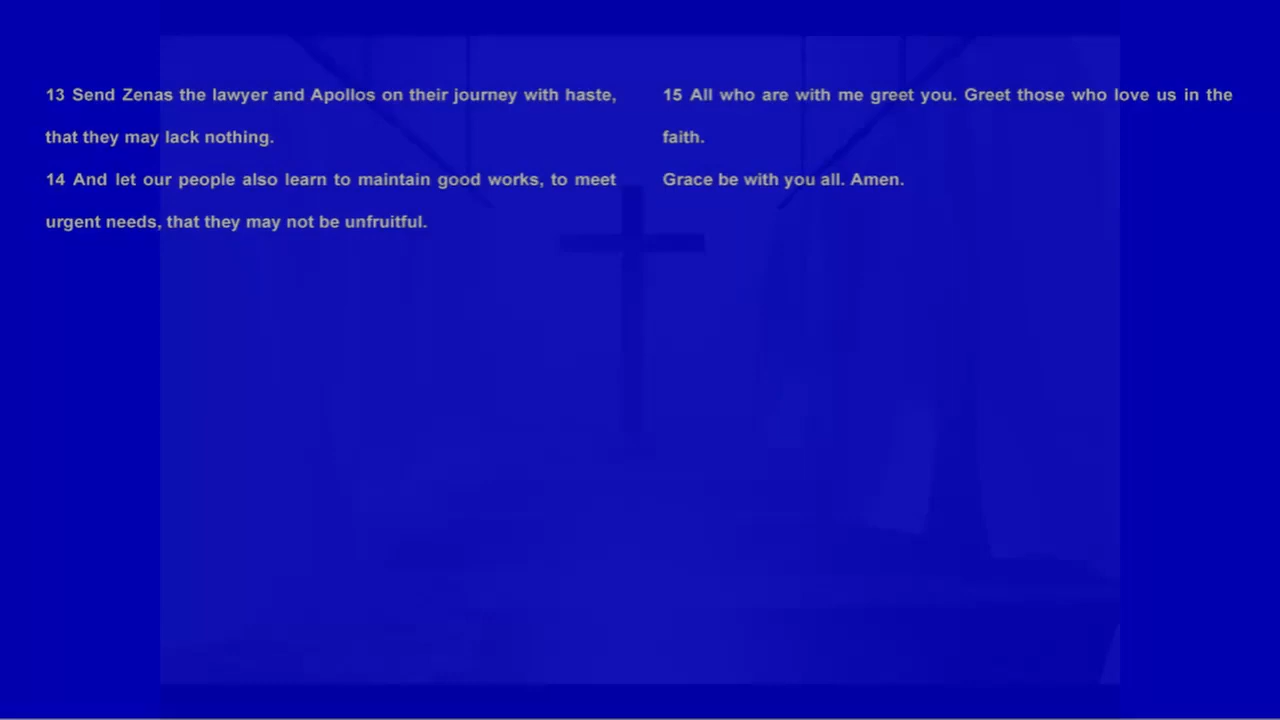 13 Send Zenas the lawyer and Apollos on their journey with haste,
that they may lack nothing.
14 And let our people also learn to maintain good works, to meet
urgent needs, that they may not be unfruitful.
15 All who are with me greet you. Greet those who love us in the
faith.
Grace be with you all. Amen.